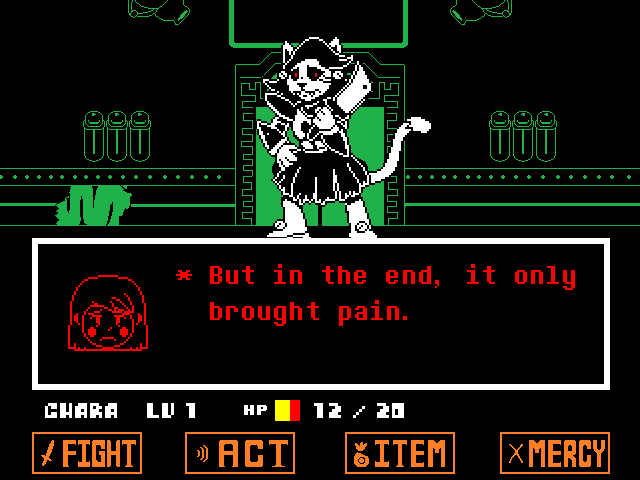 * But in the end, it only
brought pain.
CHARA LV 1 HP 12 / 20
FIGHT ACT ITEM MERCY